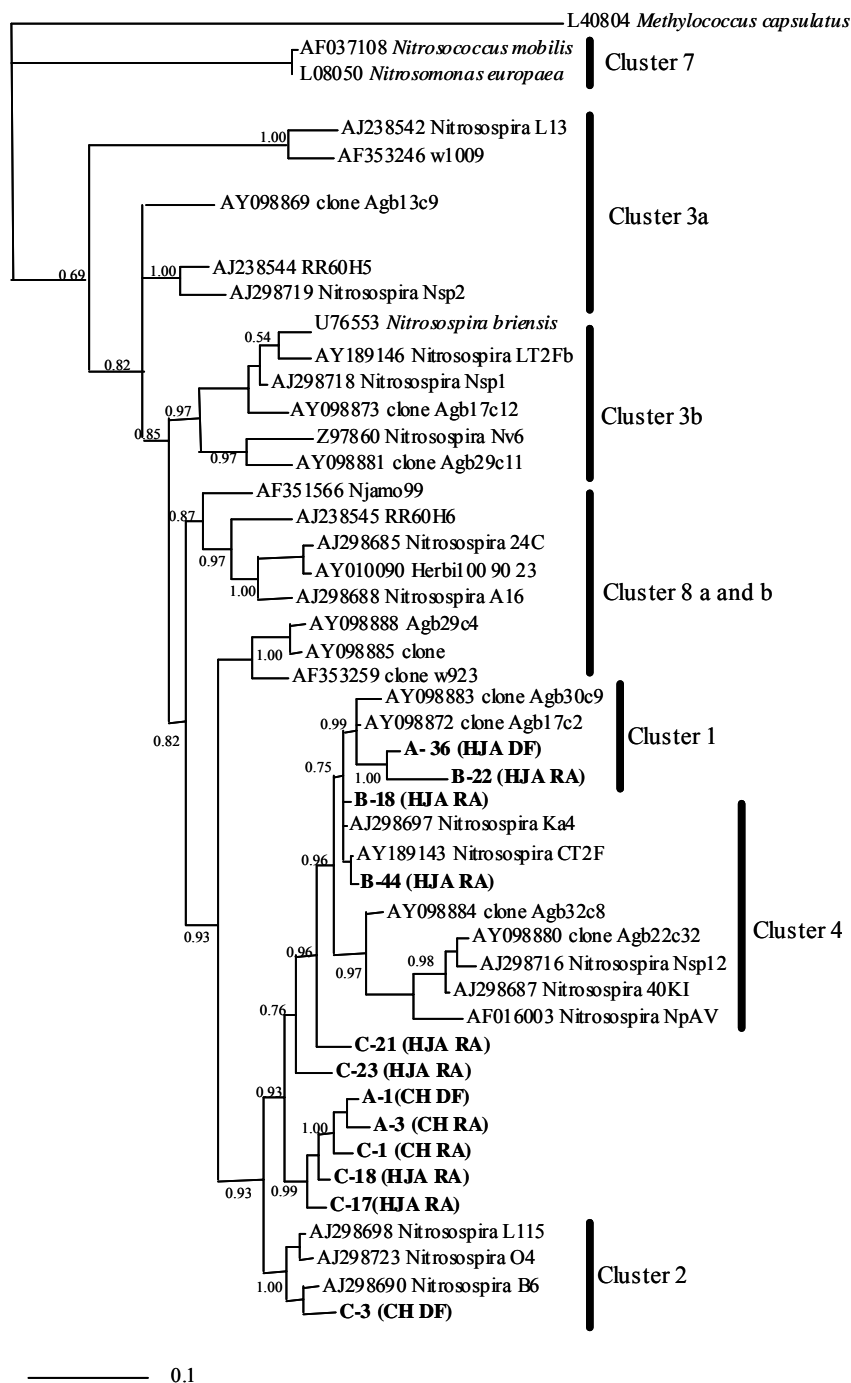 L40804 Methylococcus capsulatus
AF037108 Nitrosococcus mobilis
L08050 Nitrosomonas europaea
Cluster 7
1.00
AJ238542 Nitrosospira L13
AF353246 w1009
AY098869 clone Agb13c9
Cluster 3a
0.69
1.00
AJ238544 RR60H5
AJ298719 Nitrosospira Nsp2
0.82
U76553 Nitrosospira briensis
0.54
AY189146 Nitrosospira LT2Fb
AJ298718 Nitrosospira Nsp1
0.97
AY098873 clone Agb17c12
Cluster 3b
0.85
Z97860 Nitrosospira Nv6
0.97
AY098881 clone Agb29c11
AF351566 Njamo99
0.87
AJ238545 RR60H6
AJ298685 Nitrosospira 24C
0.97
AY010090 Herbi100 90 23
1.00
AJ298688 Nitrosospira A16
Cluster 8 a and b
AY098888 Agb29c4
1.00
AY098885 clone
AF353259 clone w923
AY098883 clone Agb30c9
0.99
AY098872 clone Agb17c2
0.82
Cluster 1
A-36 (HJA DF)
0.75
1.00
B-22 (HJA RA)
B-18 (HJA RA)
AJ298697 Nitrosospira Ka4
0.96
AY189143 Nitrosospira CT2F
B-44 (HJA RA)
AY098884 clone Agb32c8
0.93
AY098880 clone Agb22c32
Cluster 4
0.96
0.97
0.98
AJ298716 Nitrosospira Nsp12
AJ298687 Nitrosospira 40KI
0.76
AF016003 Nitrosospira NpAV
C-21 (HJA RA)
C-23 (HJA RA)
0.93
A-1(CH DF)
1.00
A-3 (CH RA)
C-1 (CH RA)
0.93
0.99
C-18 (HJA RA)
C-17(HJA RA)
AJ298698 Nitrosospira L115
AJ298723 Nitrosospira O4
Cluster 2
1.00
AJ298690 Nitrosospira B6
C-3 (CH DF)
0.1